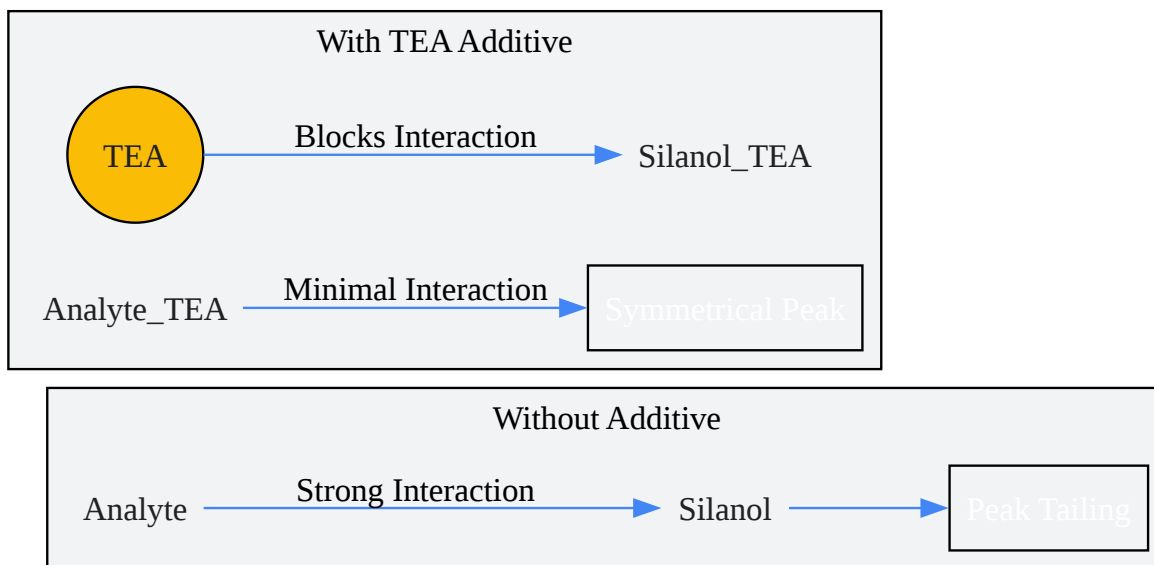 With TEA Additive
TEA
Blocks Interaction
Silanol_TEA
Analyte_TEA
Minimal Interaction
Symmetrical Peak
Without Additive
Analyte
Strong Interaction
Silanol
Peak Tailing